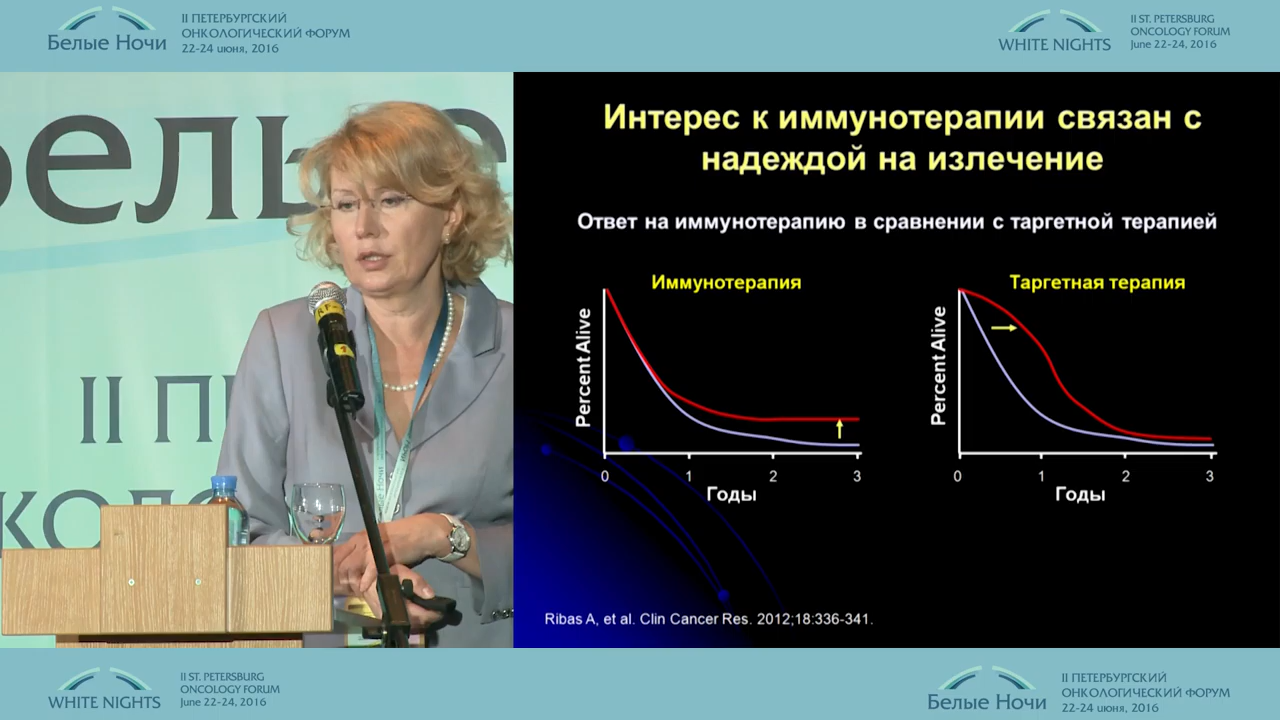 Белые Ночи
II ПЕТЕРБУРГСКИЙ
ОНКОЛОГИЧЕСКИЙ ФОРУМ
22-24 июня, 2016
WHITE NIGHTS
II ST. PETERSBURG
ONCOLOGY FORUM
June 22-24, 2016
II П
Белые Ночи
Интерес к иммунотерапии связан с
надеждой на излечение
Ответ на иммунотерапию в сравнении с таргетной терапией
Иммунотерапия
Percent Alive
0 1 2 3
Годы
Таргетная терапия
Percent Alive
0 1 2 3
Годы
Ribas A, et al. Clin Cancer Res. 2012;18:336-341.
WHITE NIGHTS
II ST. PETERSBURG
ONCOLOGY FORUM
June 22-24, 2016
Белые Ночи
II ПЕТЕРБУРГСКИЙ
ОНКОЛОГИЧЕСКИЙ ФОРУМ
22-24 июня, 2016